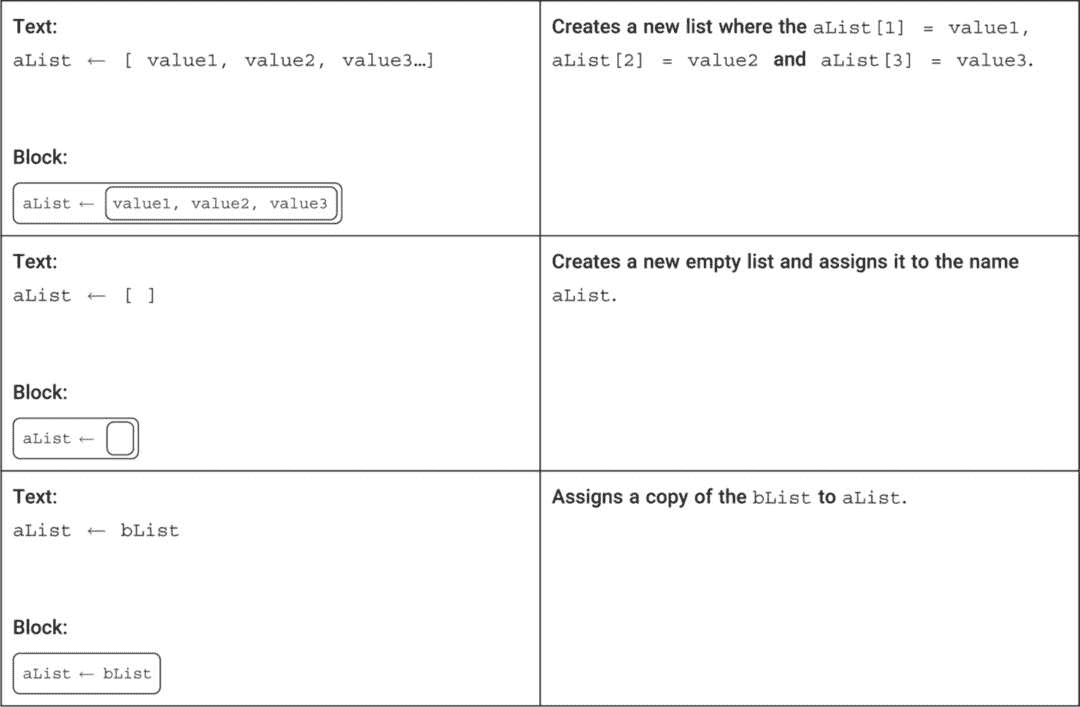 Text:
aList ← [ value1, value2, value3…]
Block:
aList ← value1, value2, value3
Creates a new list where the aList[1] = value1,
aList[2] = value2 and aList[3] = value3.
Text:
aList ← [ ]
Block:
aList ←
Creates a new empty list and assigns it to the name
aList.
Text:
aList ← bList
Block:
aList ← bList
Assigns a copy of the bList to aList.